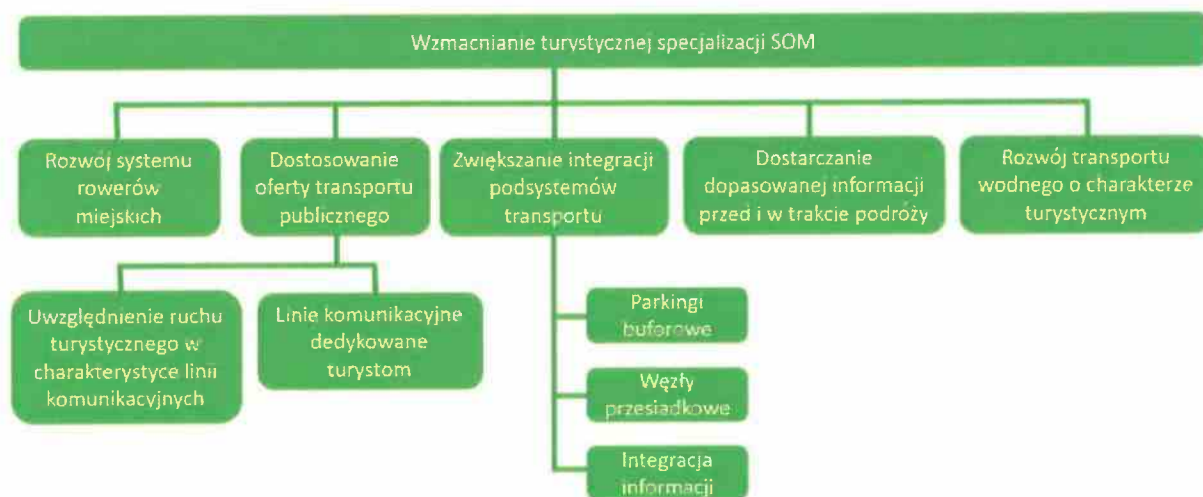 Wzmacnianie turystycznej specjalizacji SOM
Rozwój systemu
rowerów
miejskich
Dostosowanie
oferty transportu
publicznego
Zwiększanie integracji
podsystemów
transportu
Dostarczanie
dopasowanej informacji
przed i w trakcie podróży
Rozwój transportu
wodnego o charakterze
turystycznym
Uwzględnienie ruchu
turystycznego w
charakterystyce linii
komunikacyjnych
Linie komunikacyjne
dedykowane
turystom
Parkingi
buforowe
Węzły
przesiadkowe
Integracja
informacji